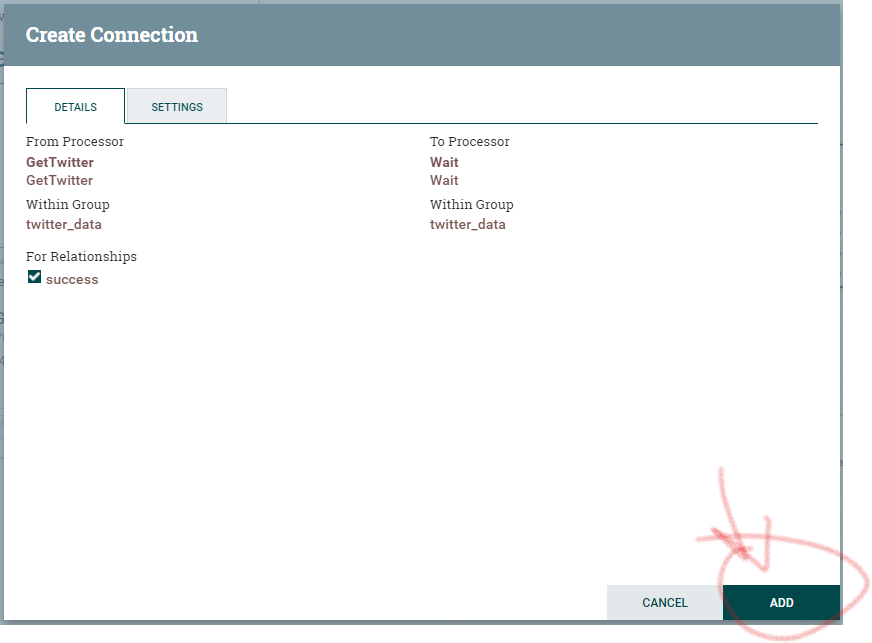 Create Connection
DETAILS
SETTINGS
From Processor
GetTwitter
GetTwitter
Within Group
twitter_data
For Relationships
success
To Processor
Wait
Wait
Within Group
twitter_data
CANCEL
ADD